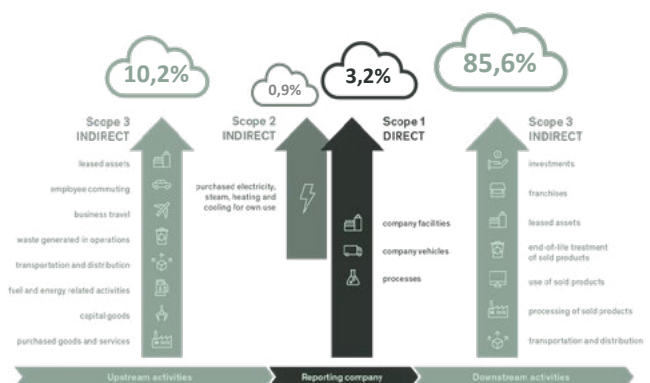 10,2%
0,9%
3,2%
85,6%
Scope 3
INDIRECT
leased assets
employee commuting
business travel
waste generated in operations
transportation and distribution
fuel and energy related activities
capital goods
purchased goods and services
Scope 2
INDIRECT
purchased electricity,
steam, heating and
cooling for own use
Scope 1
DIRECT
company facilities
company vehicles
processes
Scope 3
INDIRECT
investments
franchises
leased assets
end-of-life treatment
of sold products
use of sold products
processing of sold products
transportation and distribution
Upstream activities
Reporting company
Downstream activities